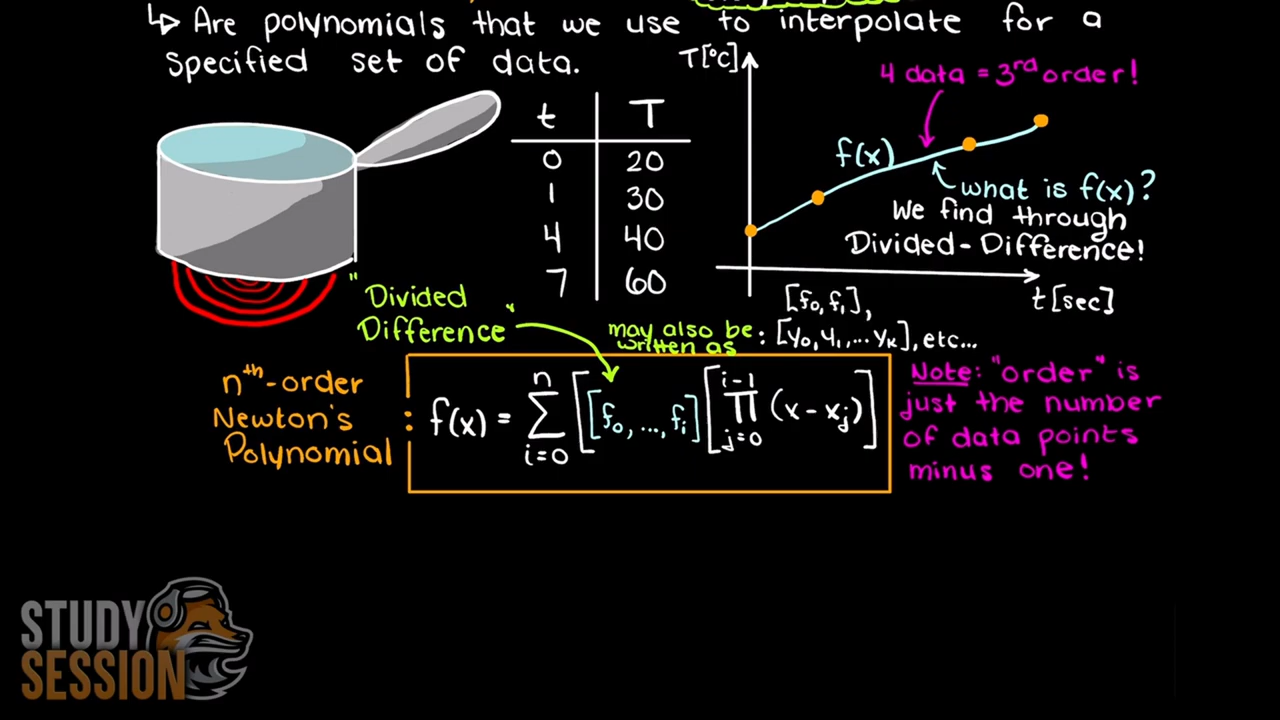 ↳ Are polynomials that we use to interpolate for a
specified set of data.
t T
0 20
1 30
4 40
7 60
T[°C]
4 data = 3rd order!
f(x)
what is f(x)?
We find through
Divided-Difference!
t[sec]
"Divided
Difference"
may also be
written as
: [f₀, f₁],
[y₀, y₁, ... yₖ], etc...
nth-order
Newton's
Polynomial
: f(x) = ∑_{i=0}^{n} [[f₀, ..., fᵢ][∏_{j=0}^{i-1} (x - xⱼ)]
Note: "order" is
just the number
of data points
minus one!
STUDY
SESSION